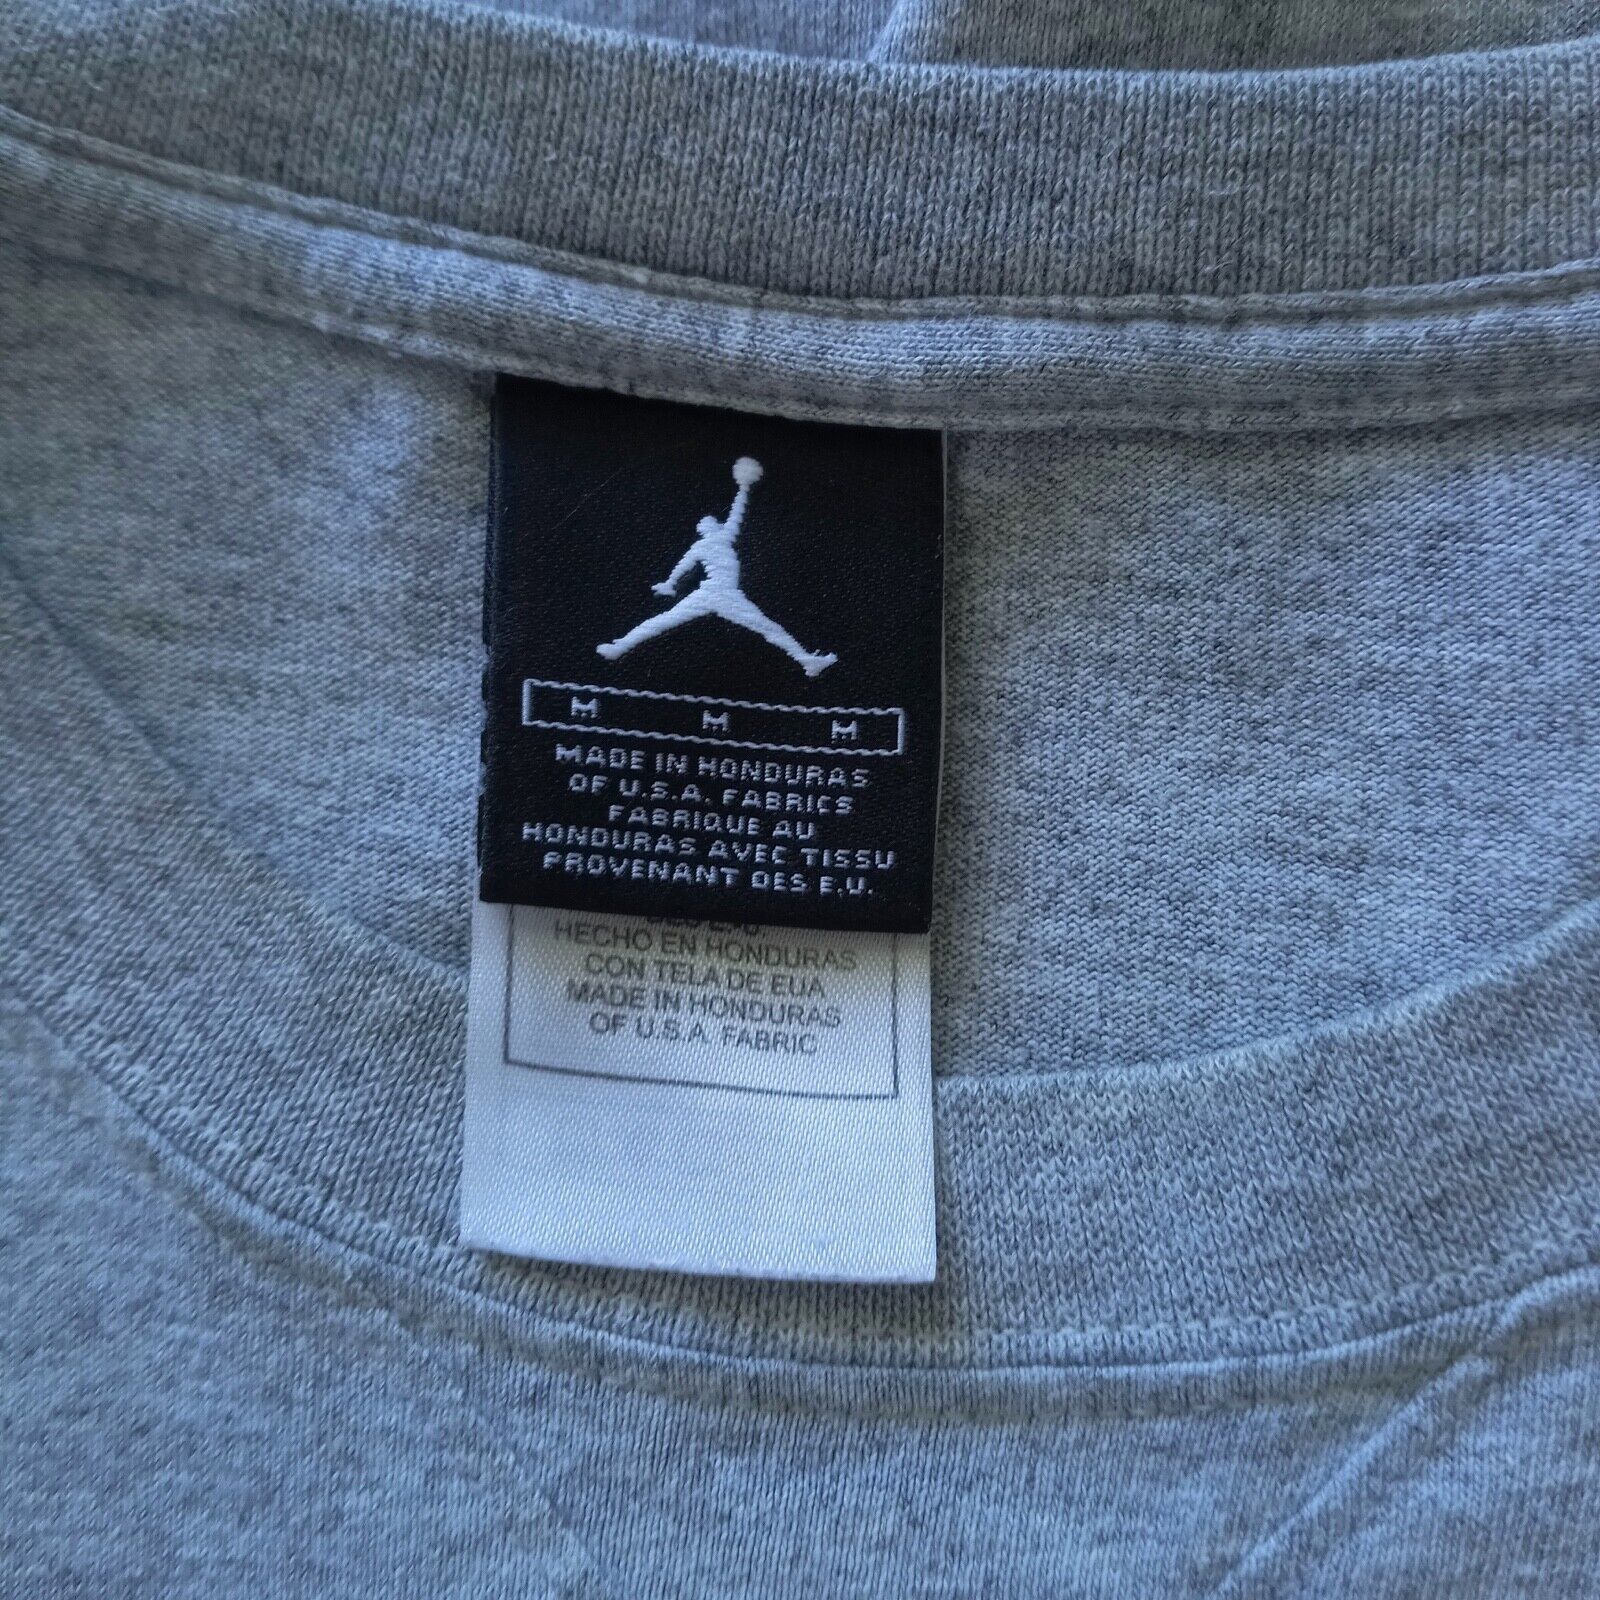 M M M
MADE IN HONDURAS
OF U.S.A. FABRICS
FABRIQUE AU
HONDURAS AVEC TISSU
PROVENANT DES E.U.
HECHO EN HONDURAS
CON TELA DE EUA
MADE IN HONDURAS
OF U.S.A. FABRIC